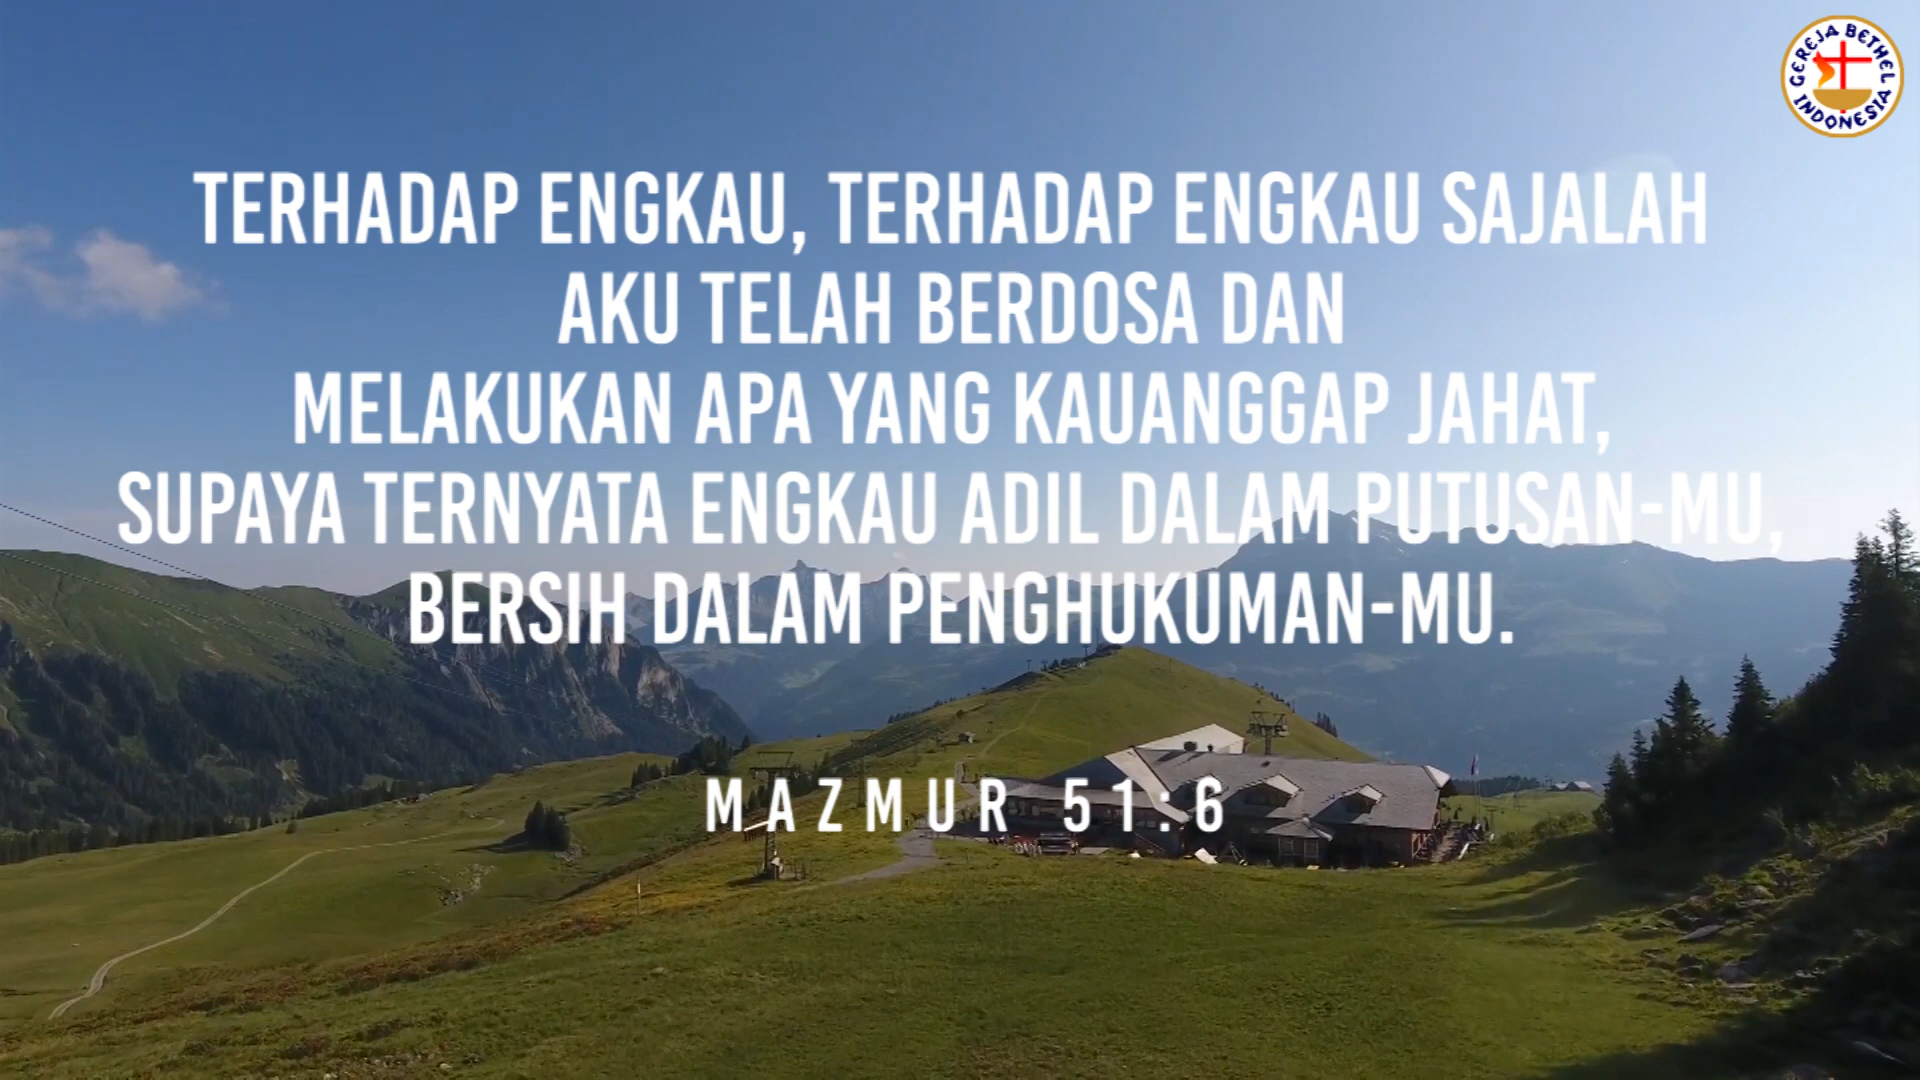 GEREJA BETHEL INDONESIA
TERHADAP ENGKAU, TERHADAP ENGKAU SAJALAH
AKU TELAH BERDOSA DAN
MELAKUKAN APA YANG KAUANGGAP JAHAT,
SUPAYA TERNYATA ENGKAU ADIL DALAM PUTUSAN-MU,
BERSIH DALAM PENGHUKUMAN-MU.
MAZMUR 51:6